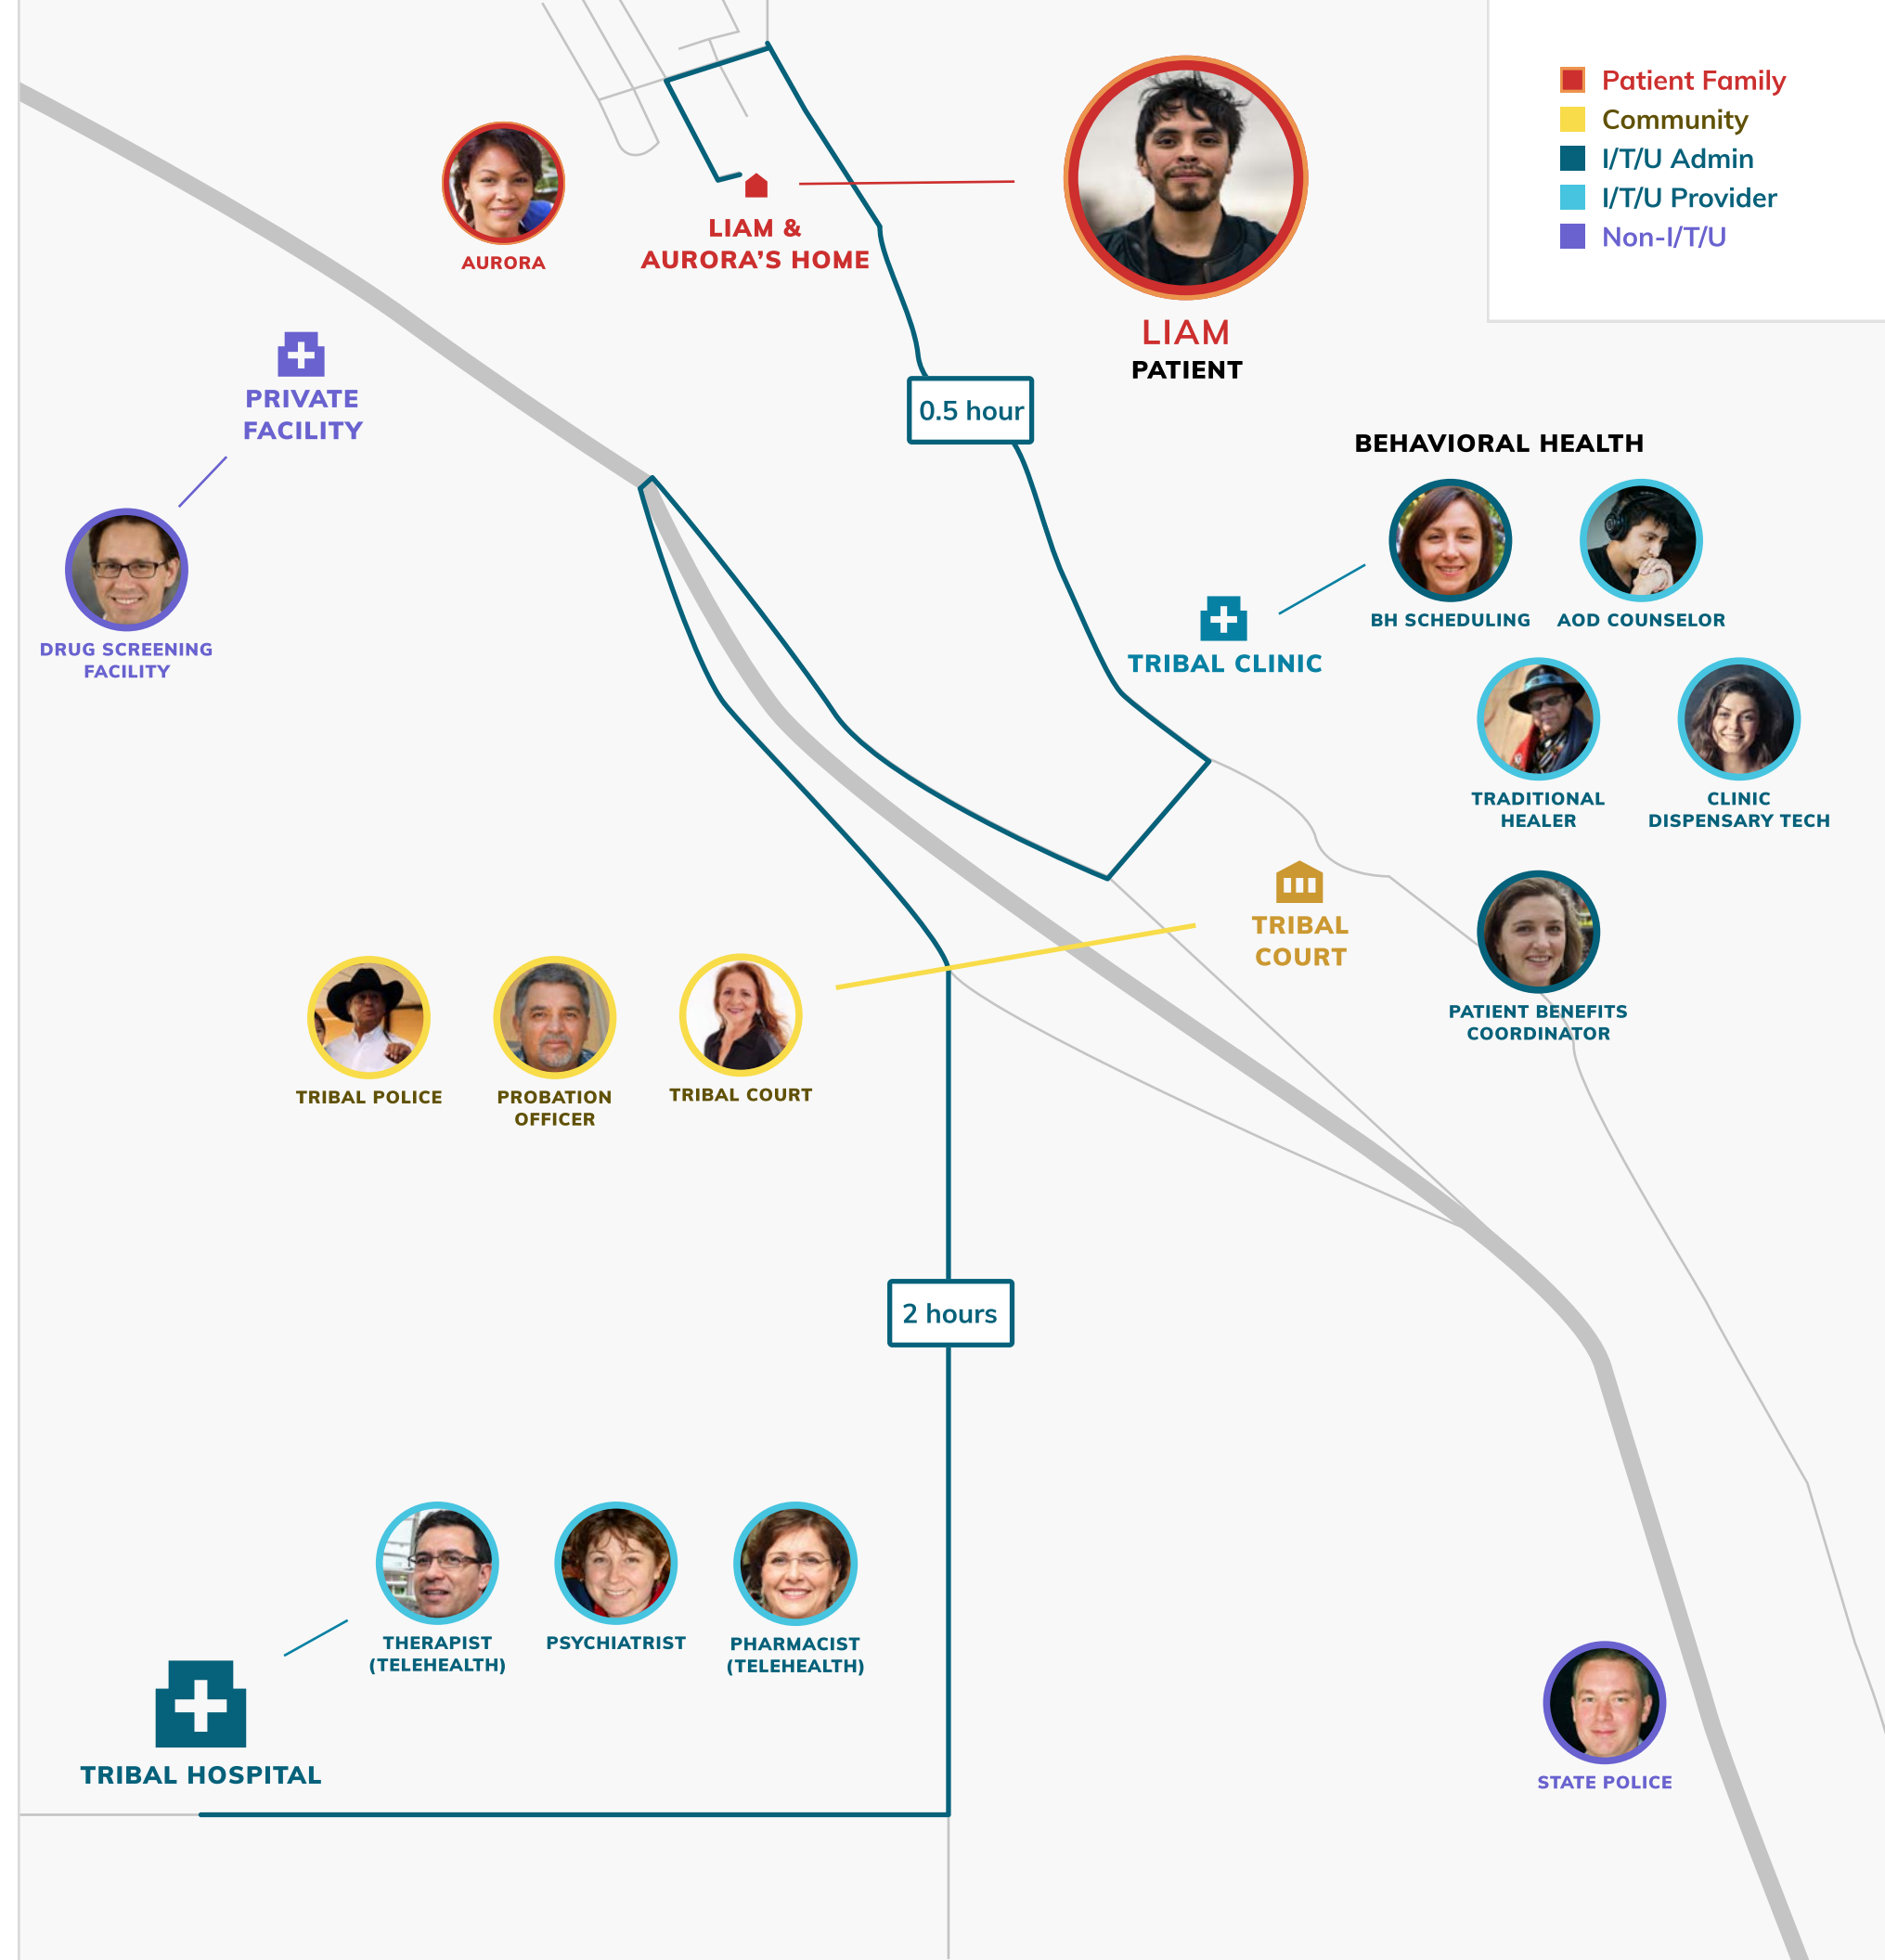 Patient Family
Community
I/T/U Admin
I/T/U Provider
Non-I/T/U
AURORA
LIAM &
AURORA’S HOME
LIAM
PATIENT
PRIVATE
FACILITY
0.5 hour
BEHAVIORAL HEALTH
DRUG SCREENING
FACILITY
TRIBAL CLINIC
BH SCHEDULING
AOD COUNSELOR
TRADITIONAL
HEALER
CLINIC
DISPENSARY TECH
TRIBAL
COURT
PATIENT BENEFITS
COORDINATOR
TRIBAL POLICE
PROBATION
OFFICER
TRIBAL COURT
2 hours
THERAPIST
(TELEHEALTH)
PSYCHIATRIST
PHARMACIST
(TELEHEALTH)
TRIBAL HOSPITAL
STATE POLICE